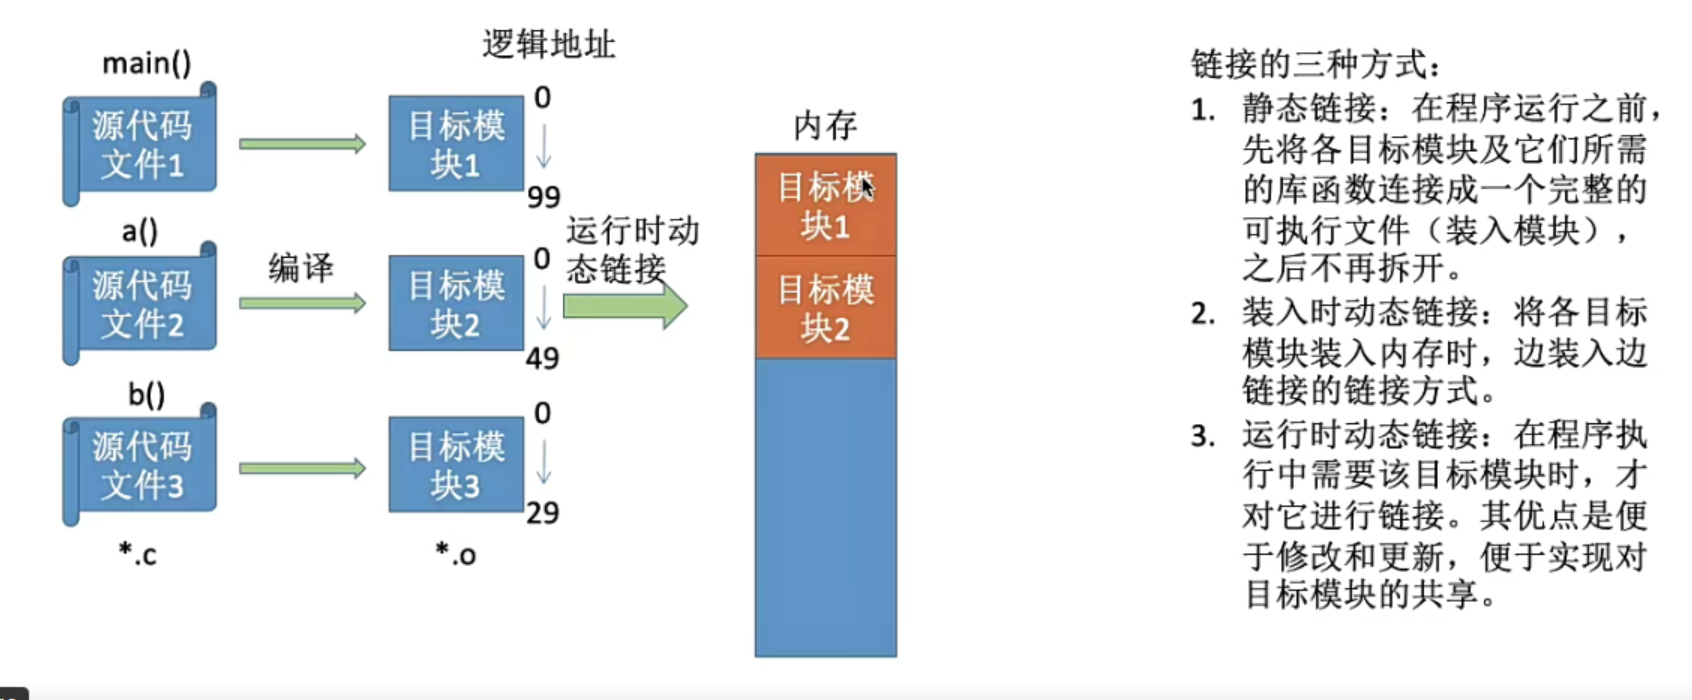 逻辑地址
main()
源代码
文件1
目标模
块1
0
99
a()
源代码
文件2
编译
目标模
块2
0
49
运行时动
态链接
b()
源代码
文件3
目标模
块3
0
29
*.c
*.o
内存
目标模
块1
目标模
块2
链接的三种方式：
1. 静态链接：在程序运行之前，
先将各目标模块及它们所需
的库函数连接成一个完整的
可执行文件（装入模块），
之后不再拆开。
2. 装入时动态链接：将各目标
模块装入内存时，边装入边
链接的链接方式。
3. 运行时动态链接：在程序执
行中需要该目标模块时，才
对它进行链接。其优点是便
于修改和更新，便于实现对
目标模块的共享。